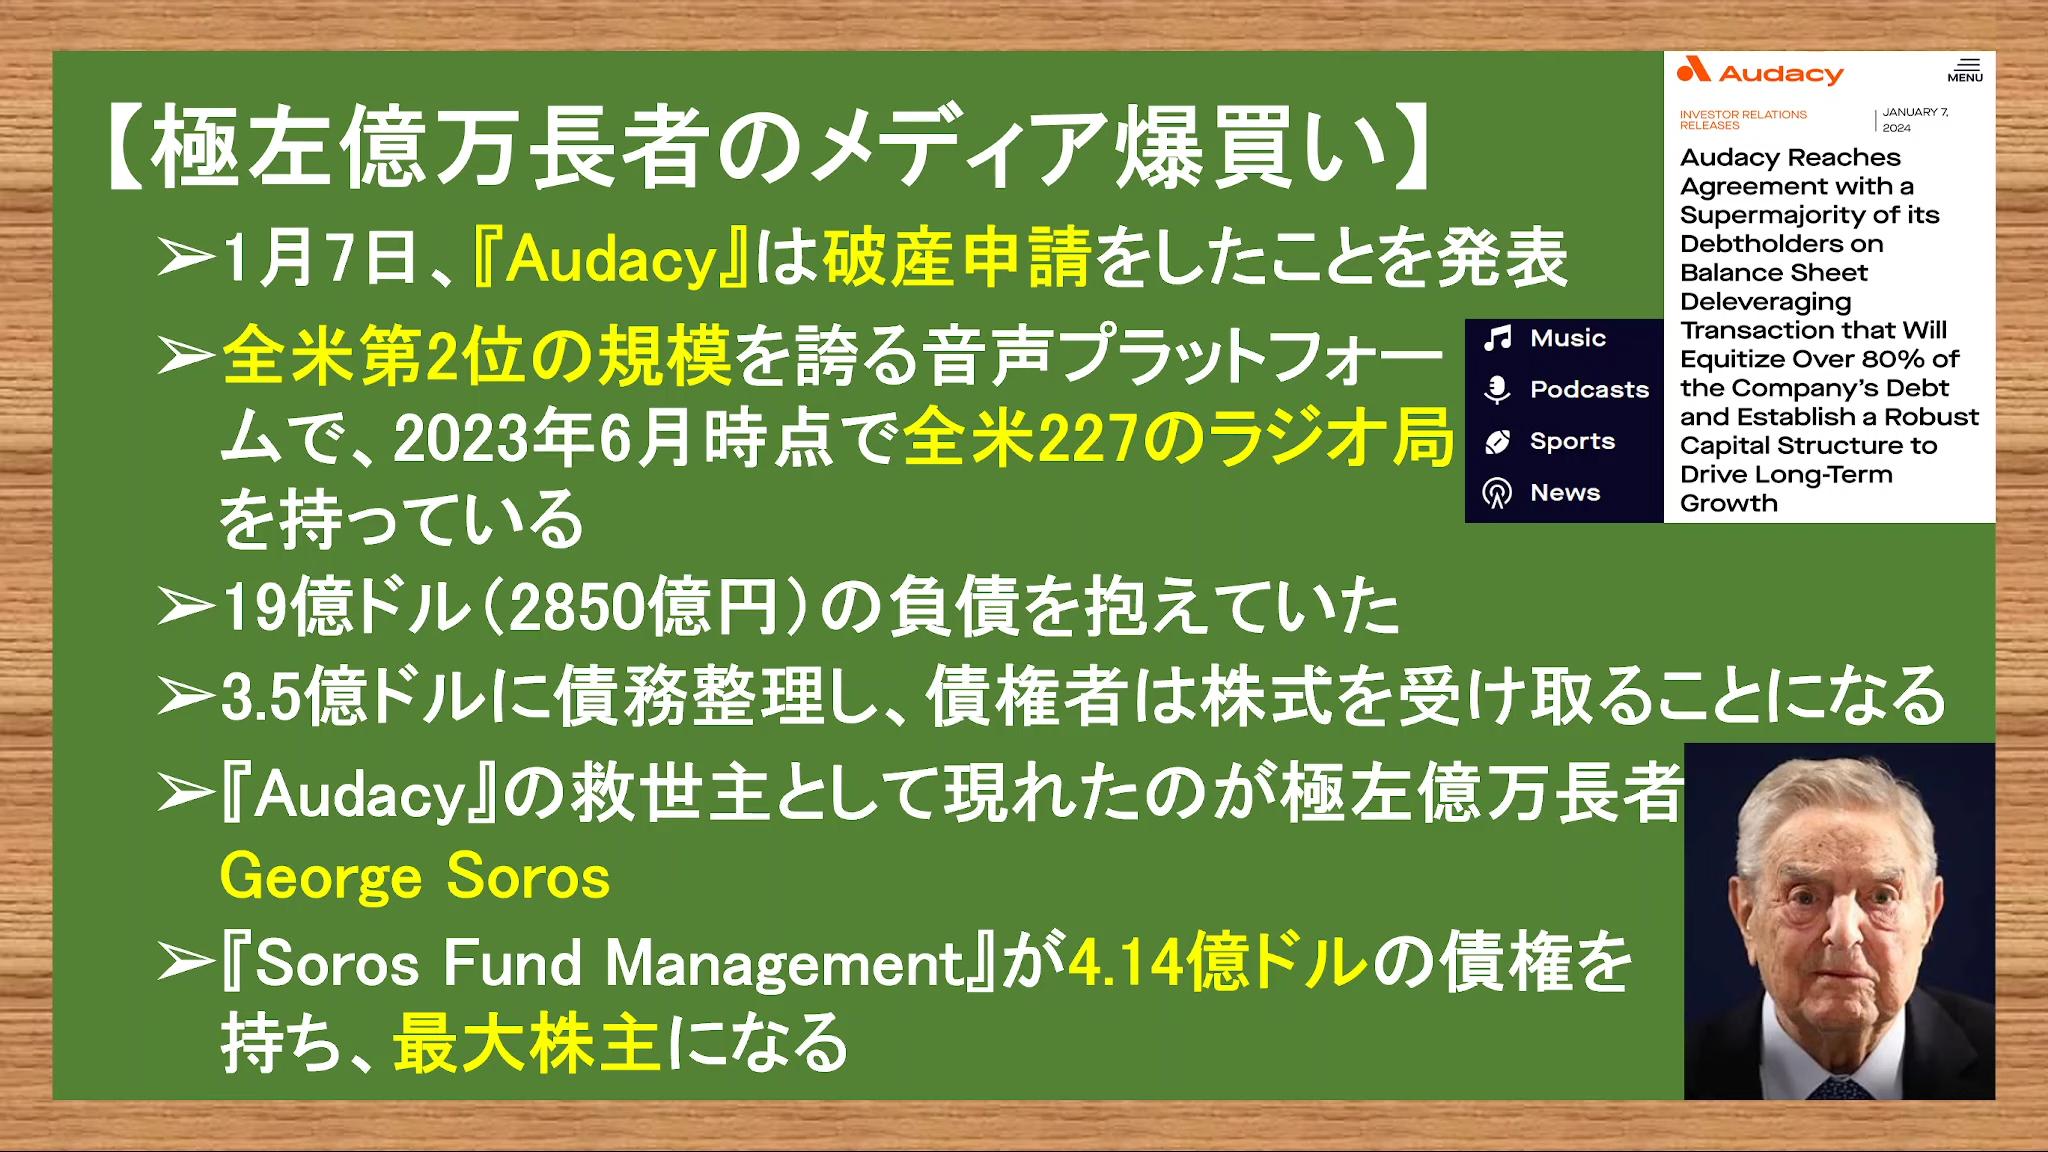 【極左億万長者のメディア爆買い】
➢1月7日、『Audacy』は破産申請をしたことを発表
➢全米第2位の規模を誇る音声プラットフォー
ムで、2023年6月時点で全米227のラジオ局
を持っている
➢19億ドル（2850億円）の負債を抱えていた
➢3.5億ドルに債務整理し、債権者は株式を受け取ることになる
➢『Audacy』の救世主として現れたのが極左億万長者
George Soros
➢『Soros Fund Management』が4.14億ドルの債権を
持ち、最大株主になる
Audacy
MENU
INVESTOR RELATIONS
RELEASES
JANUARY 7,
2024
Audacy Reaches
Agreement with a
Supermajority of its
Debtholders on
Balance Sheet
Deleveraging
Transaction that Will
Equitize Over 80% of
the Company’s Debt
and Establish a Robust
Capital Structure to
Drive Long-Term
Growth
Music
Podcasts
Sports
News